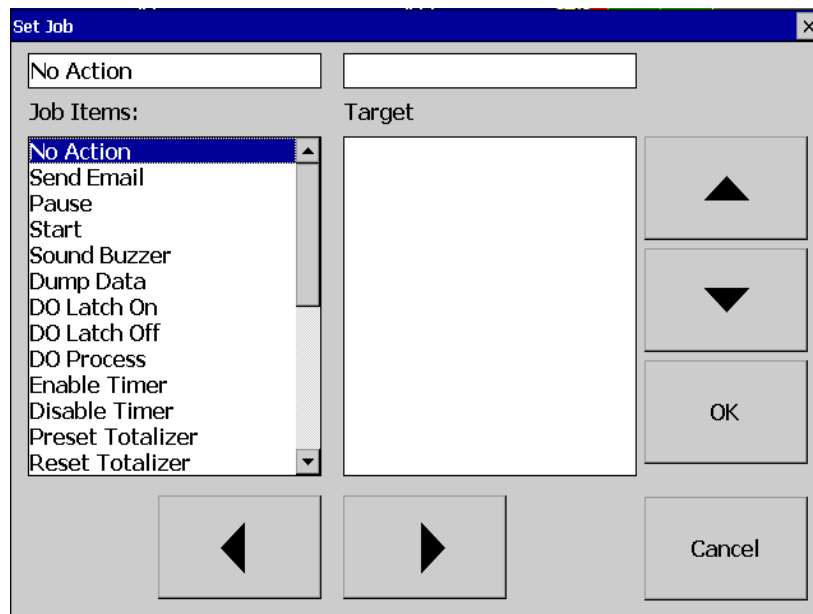 Set Job
No Action
Job Items:
Target
No Action
Send Email
Pause
Start
Sound Buzzer
Dump Data
DO Latch On
DO Latch Off
DO Process
Enable Timer
Disable Timer
Preset Totalizer
Reset Totalizer
OK
Cancel